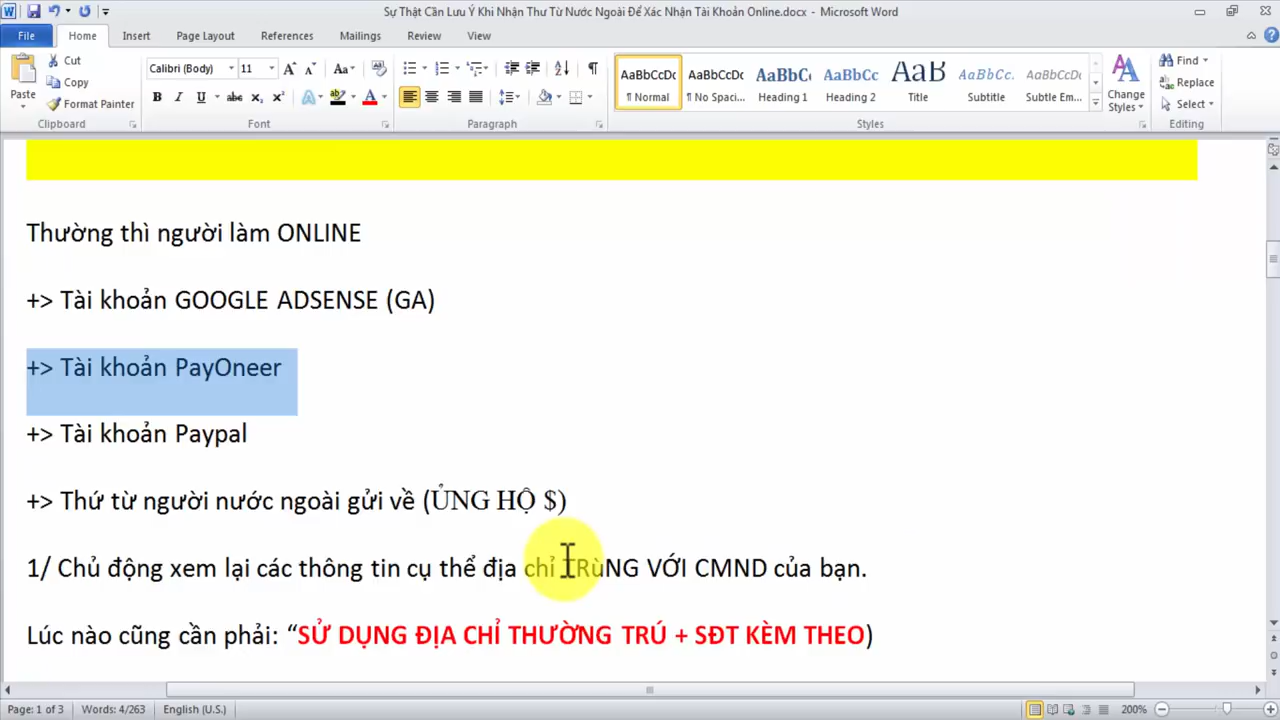 Sự Thật Cần Lưu Ý Khi Nhận Thư Từ Nước Ngoài Để Xác Nhận Tài Khoản Online.docx - Microsoft Word
File Home Insert Page Layout References Mailings Review View
Paste Cut Copy Format Painter Clipboard
Calibri (Body) 11 Font
Paragraph
AaBbCcDc AaBbCcDc AaBbC AaBbCc AaB AaBbCc. AaBbCcDc
¶ Normal ¶ No Spaci... Heading 1 Heading 2 Title Subtitle Subtle Em...
Change Styles Styles
Find Replace Select Editing
Thường thì người làm ONLINE
+> Tài khoản GOOGLE ADSENSE (GA)
+> Tài khoản PayOneer
+> Tài khoản Paypal
+> Thứ từ người nước ngoài gửi về (ỦNG HỘ $)
1/ Chủ động xem lại các thông tin cụ thể địa chỉ TRùNG VỚI CMND của bạn.
Lúc nào cũng cần phải: “SỬ DỤNG ĐỊA CHỈ THƯỜNG TRÚ + SĐT KÈM THEO)
Page: 1 of 3 Words: 4/263 English (U.S.) 200%